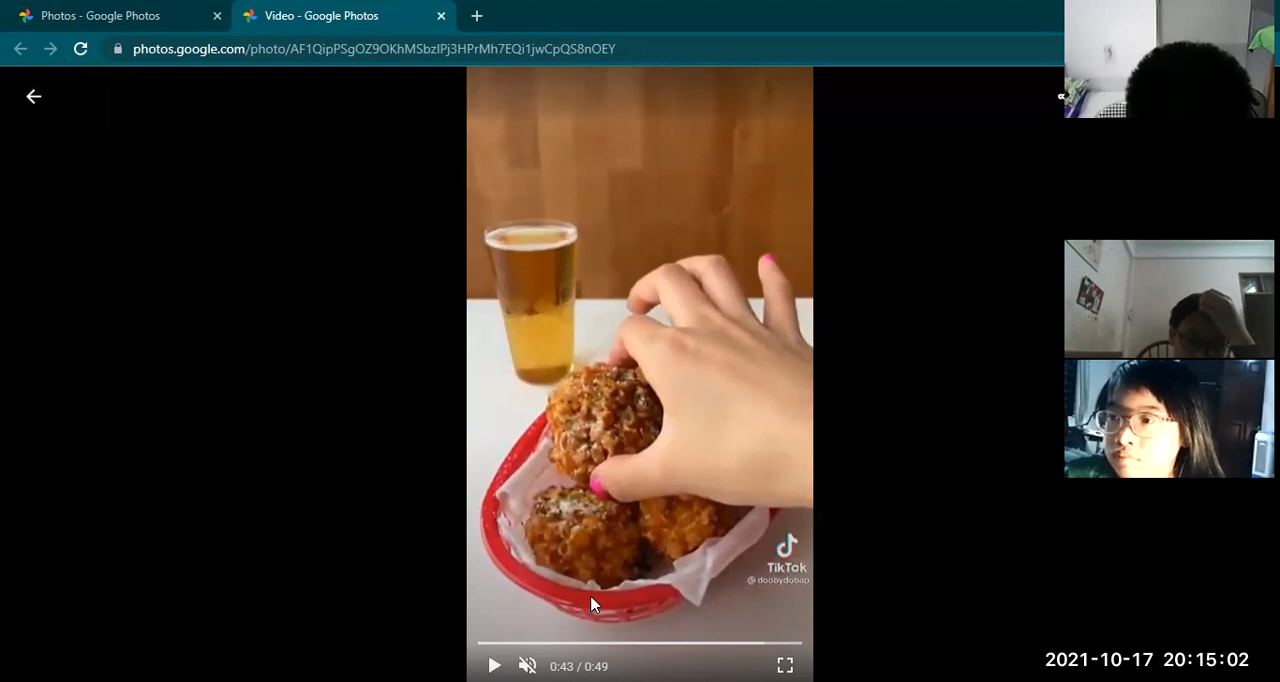 Photos - Google Photos
Video - Google Photos
photos.google.com/photo/AF1QipPSgOZ9OKhMSbzIPj3HPrMh7EQi1jwCpQS8nOEY
TikTok
@doobydobap
0:43 / 0:49
2021-10-17 20:15:02